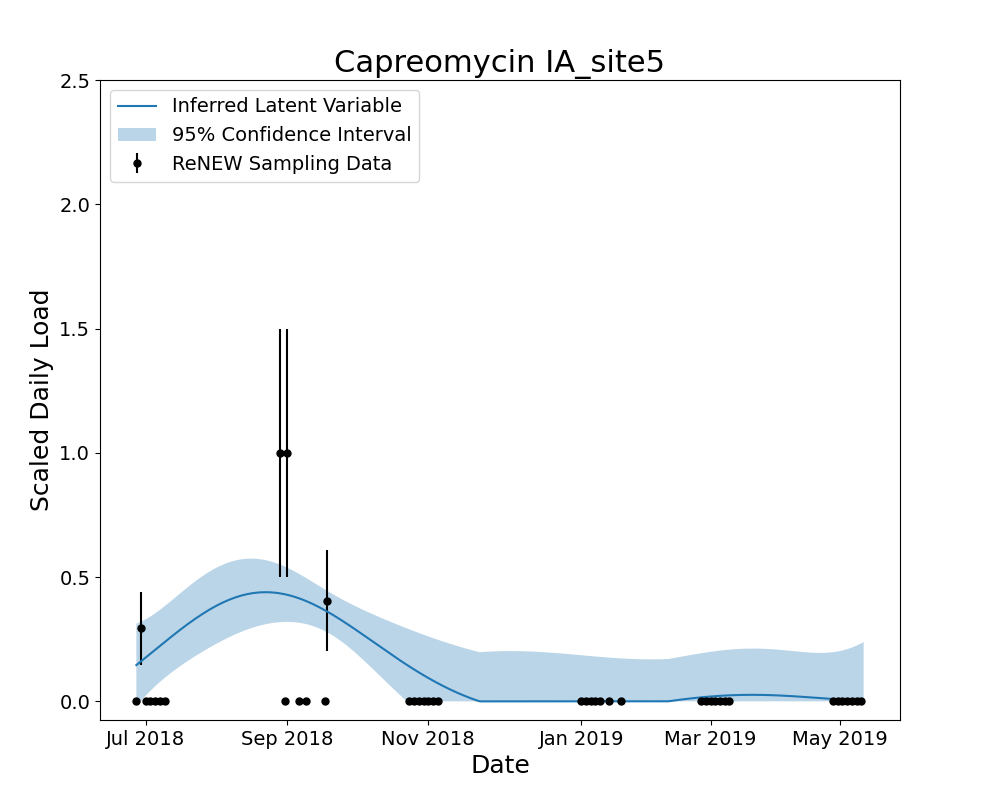 Capreomycin IA_site5
2.5
2.0
1.5
1.0
0.5
0.0
Scaled Daily Load
Inferred Latent Variable
95% Confidence Interval
ReNEW Sampling Data
Jul 2018 Sep 2018 Nov 2018 Jan 2019 Mar 2019 May 2019
Date